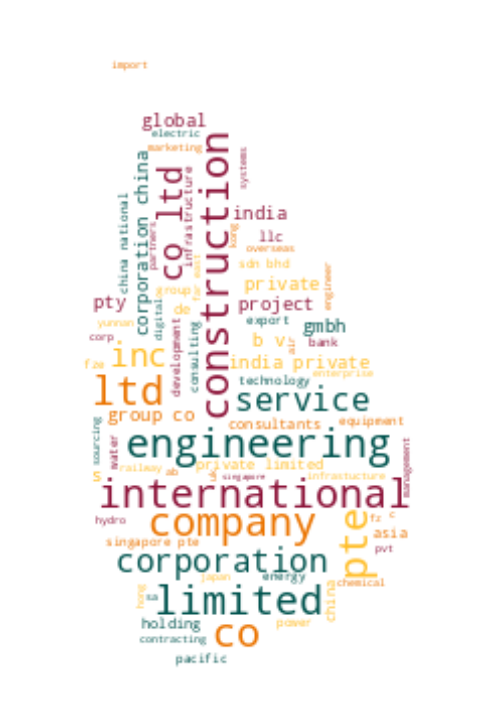 import
global
electric
marketing
construction
systems
corporation china
co ltd
infrastructure
partners
china national
india
llc
kong
overseas
sdn bhd
far east
engineer
private
group
pty
project
de
digital
export
gmbh
yunnan
corp
development
consulting
b v
air
bank
inc
india private
fze
enterprise
technology
ltd
service
group co
consultants
equipment
sourcing
water
engineering
management
private limited
railway
ab
uk
singapore
infrastucture
s
international
hydro
company
pte
fz
c
asia
singapore pte
pvt
corporation
japan
energy
chemical
hong
sa
limited
china
holding
power
co
contracting
pacific